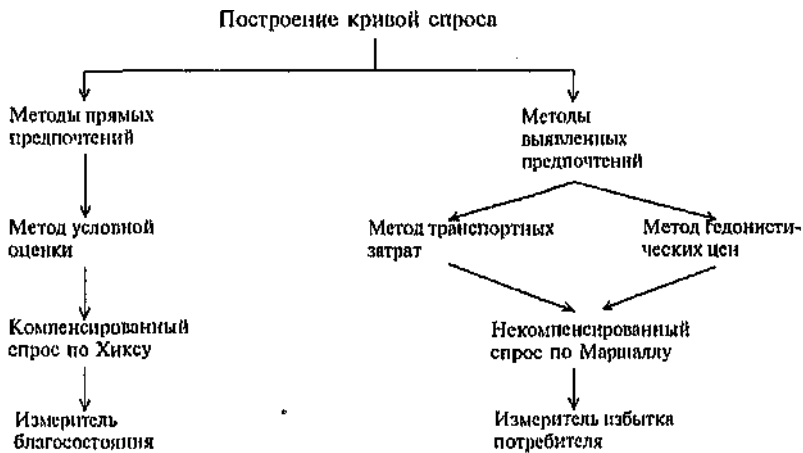 Построение кривой спроса
Методы прямых
предпочтений
Методы
выявленных
предпочтений
Метод условной
оценки
Метод транспортных
затрат
Метод гедонисти-
ческих цен
Компенсированный
спрос по Хиксу
Некомпенсированный
спрос по Маршаллу
Измеритель
благосостояния
Измеритель избытка
потребителя